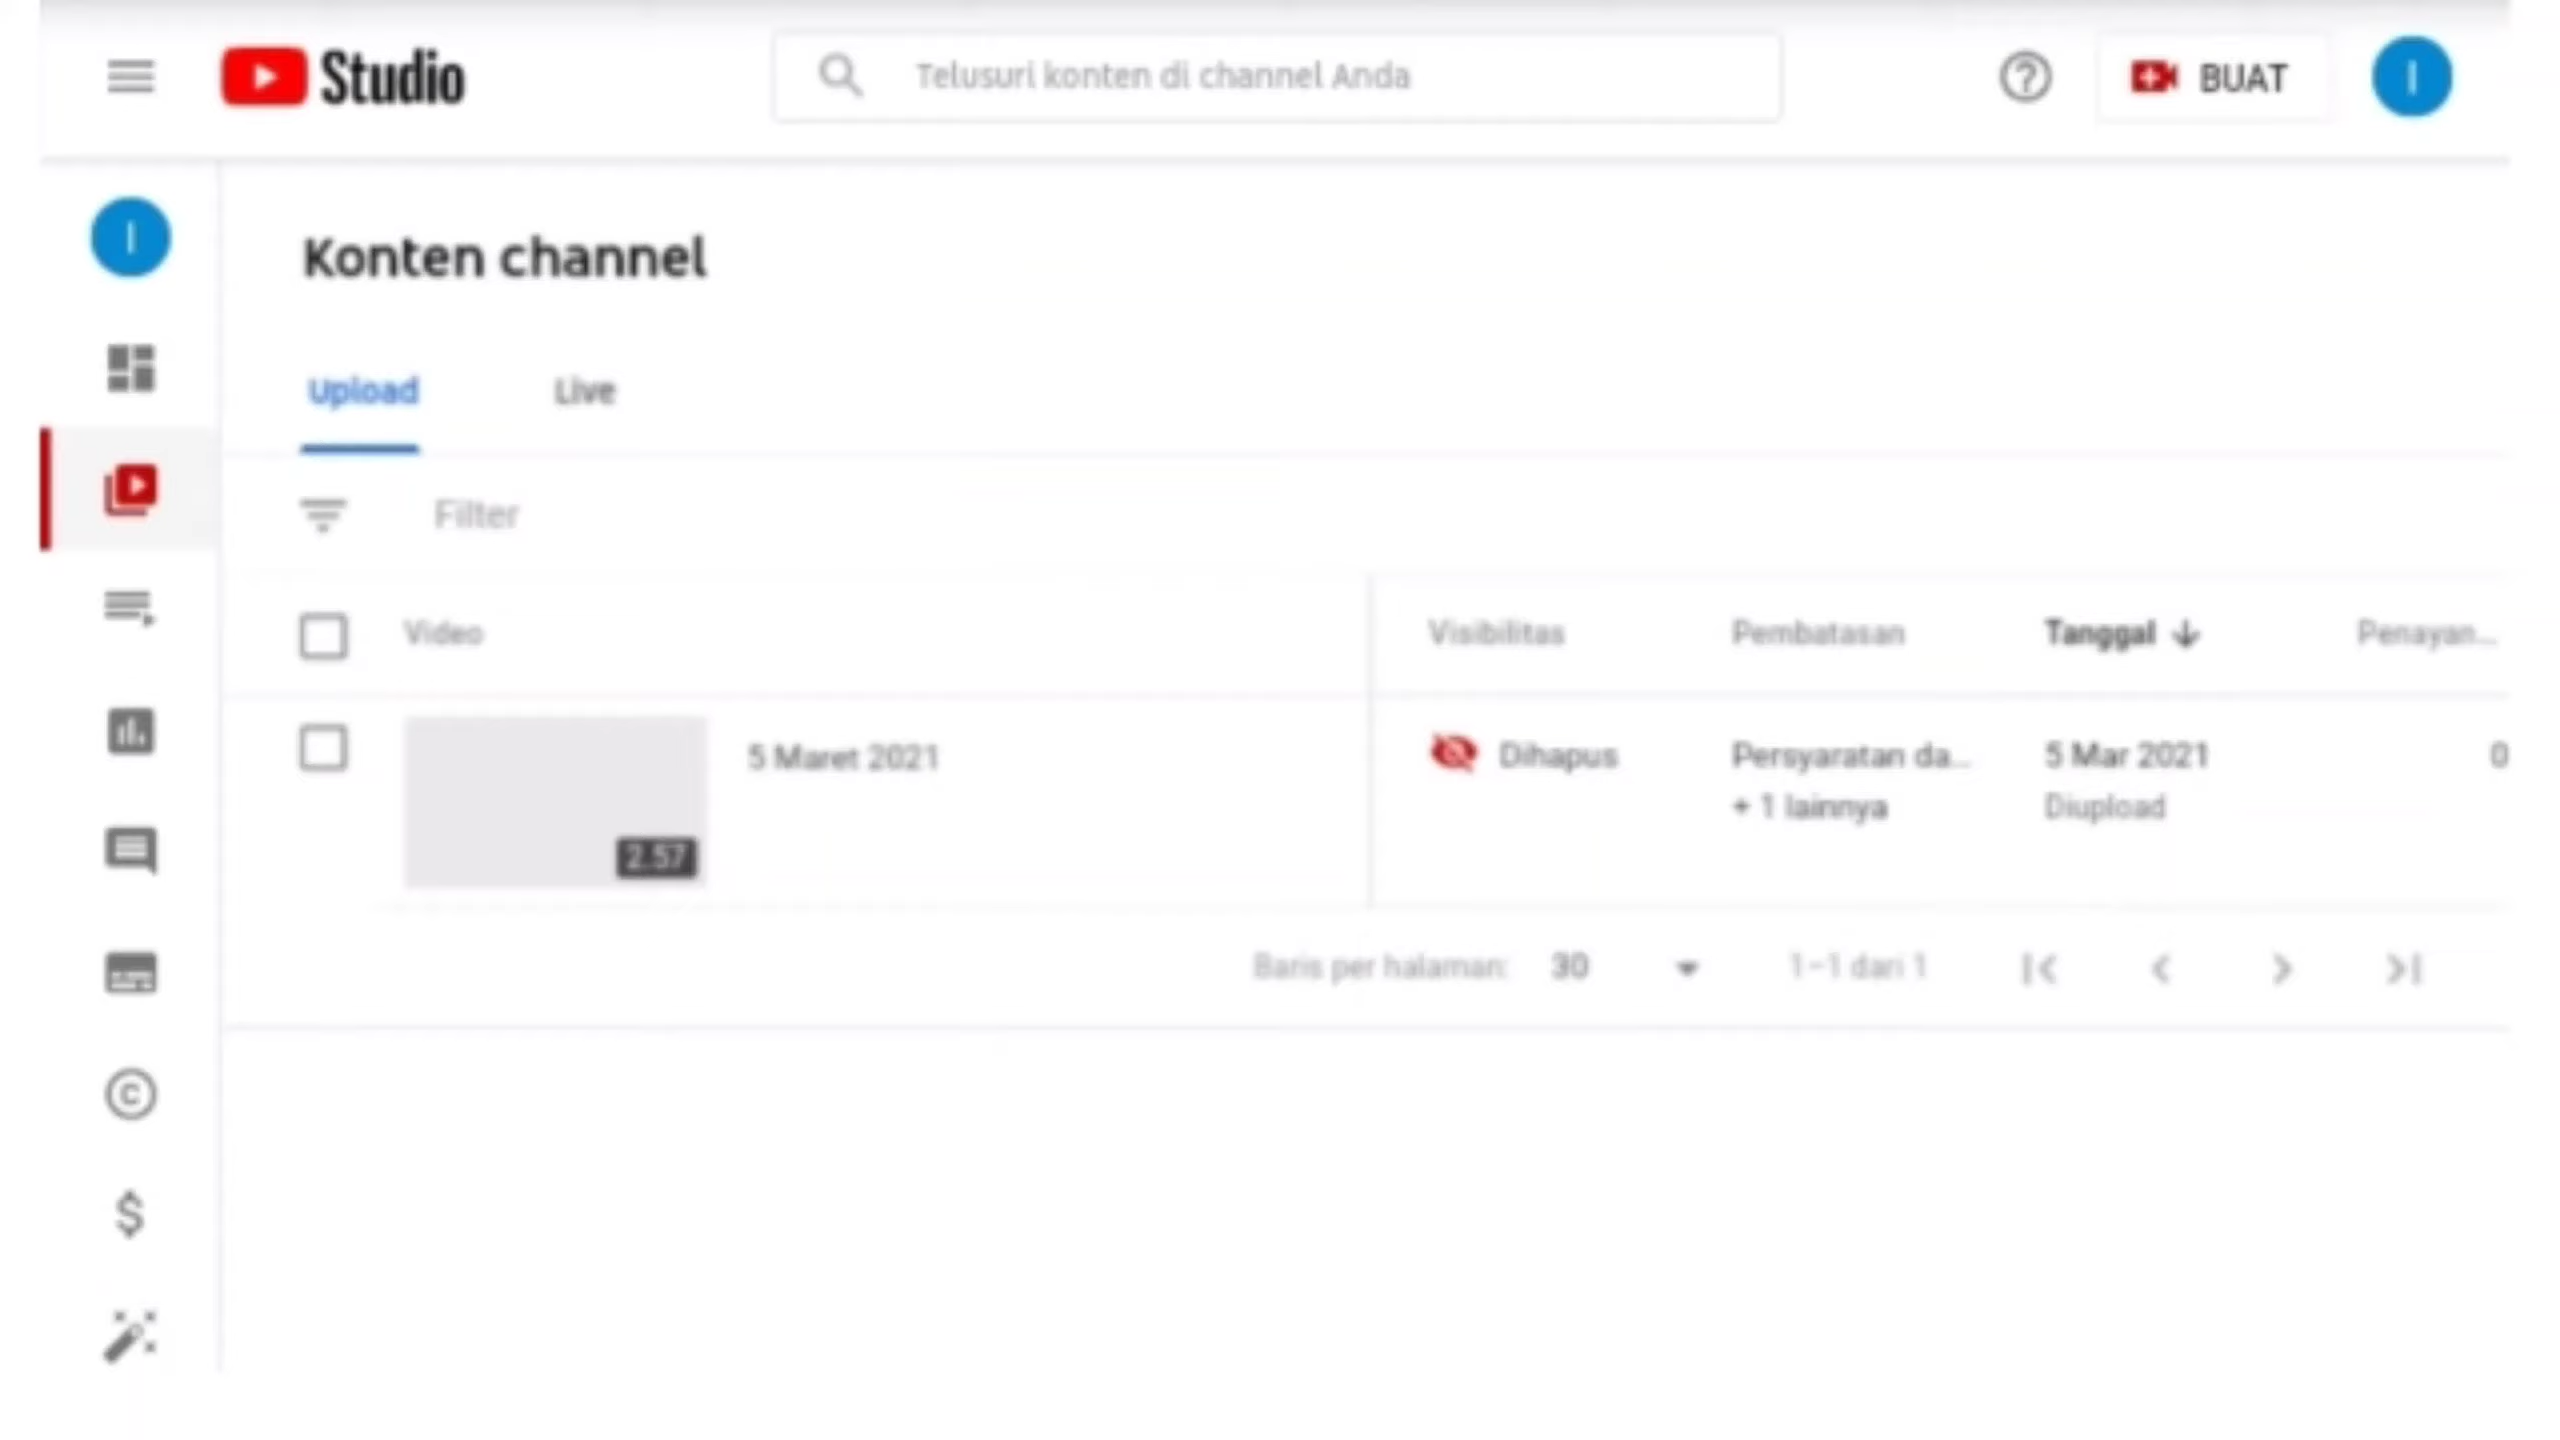 Studio
Telusuri konten di channel Anda
BUAT
I
I
Konten channel
Upload
Live
Filter
Video
Visibilitas
Pembatasan
Tanggal
Penayan...
2.57
5 Maret 2021
Dihapus
Persyaratan da...
+ 1 lainnya
5 Mar 2021
Diupload
0
Baris per halaman:
30
1–1 dari 1